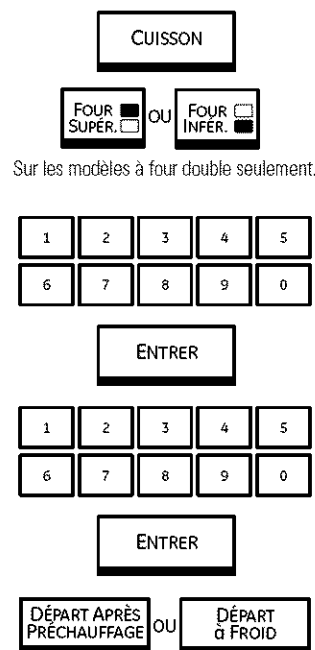 CUISSON
FOUR SUPÉR. OU FOUR INFÉR.
Sur les modèles à four double seulement.
1 2 3 4 5
6 7 8 9 0
ENTRER
1 2 3 4 5
6 7 8 9 0
ENTRER
DÉPART APRÈS PRÉCHAUFFAGE OU DÉPART à FROID